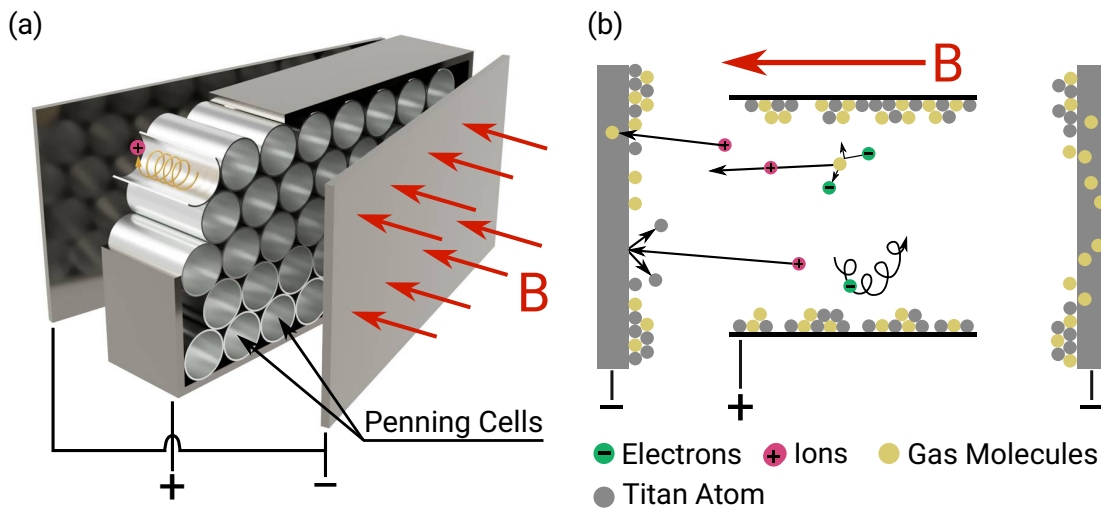 (a)
B
Penning Cells
+
−
(b)
B
−
+
−
Electrons
Ions
Gas Molecules
Titan Atom